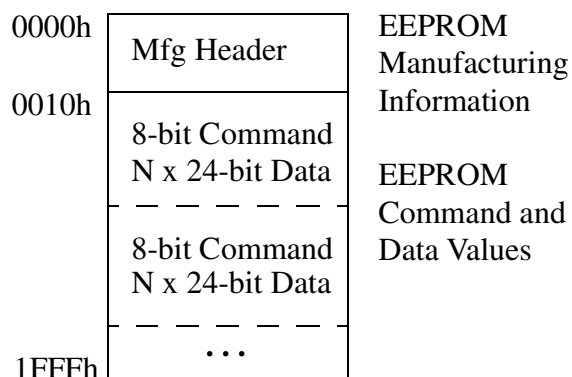 0000h
Mfg Header
EEPROM
Manufacturing
Information
0010h
8-bit Command
N x 24-bit Data
EEPROM
Command and
Data Values
8-bit Command
N x 24-bit Data
...
1FFFh